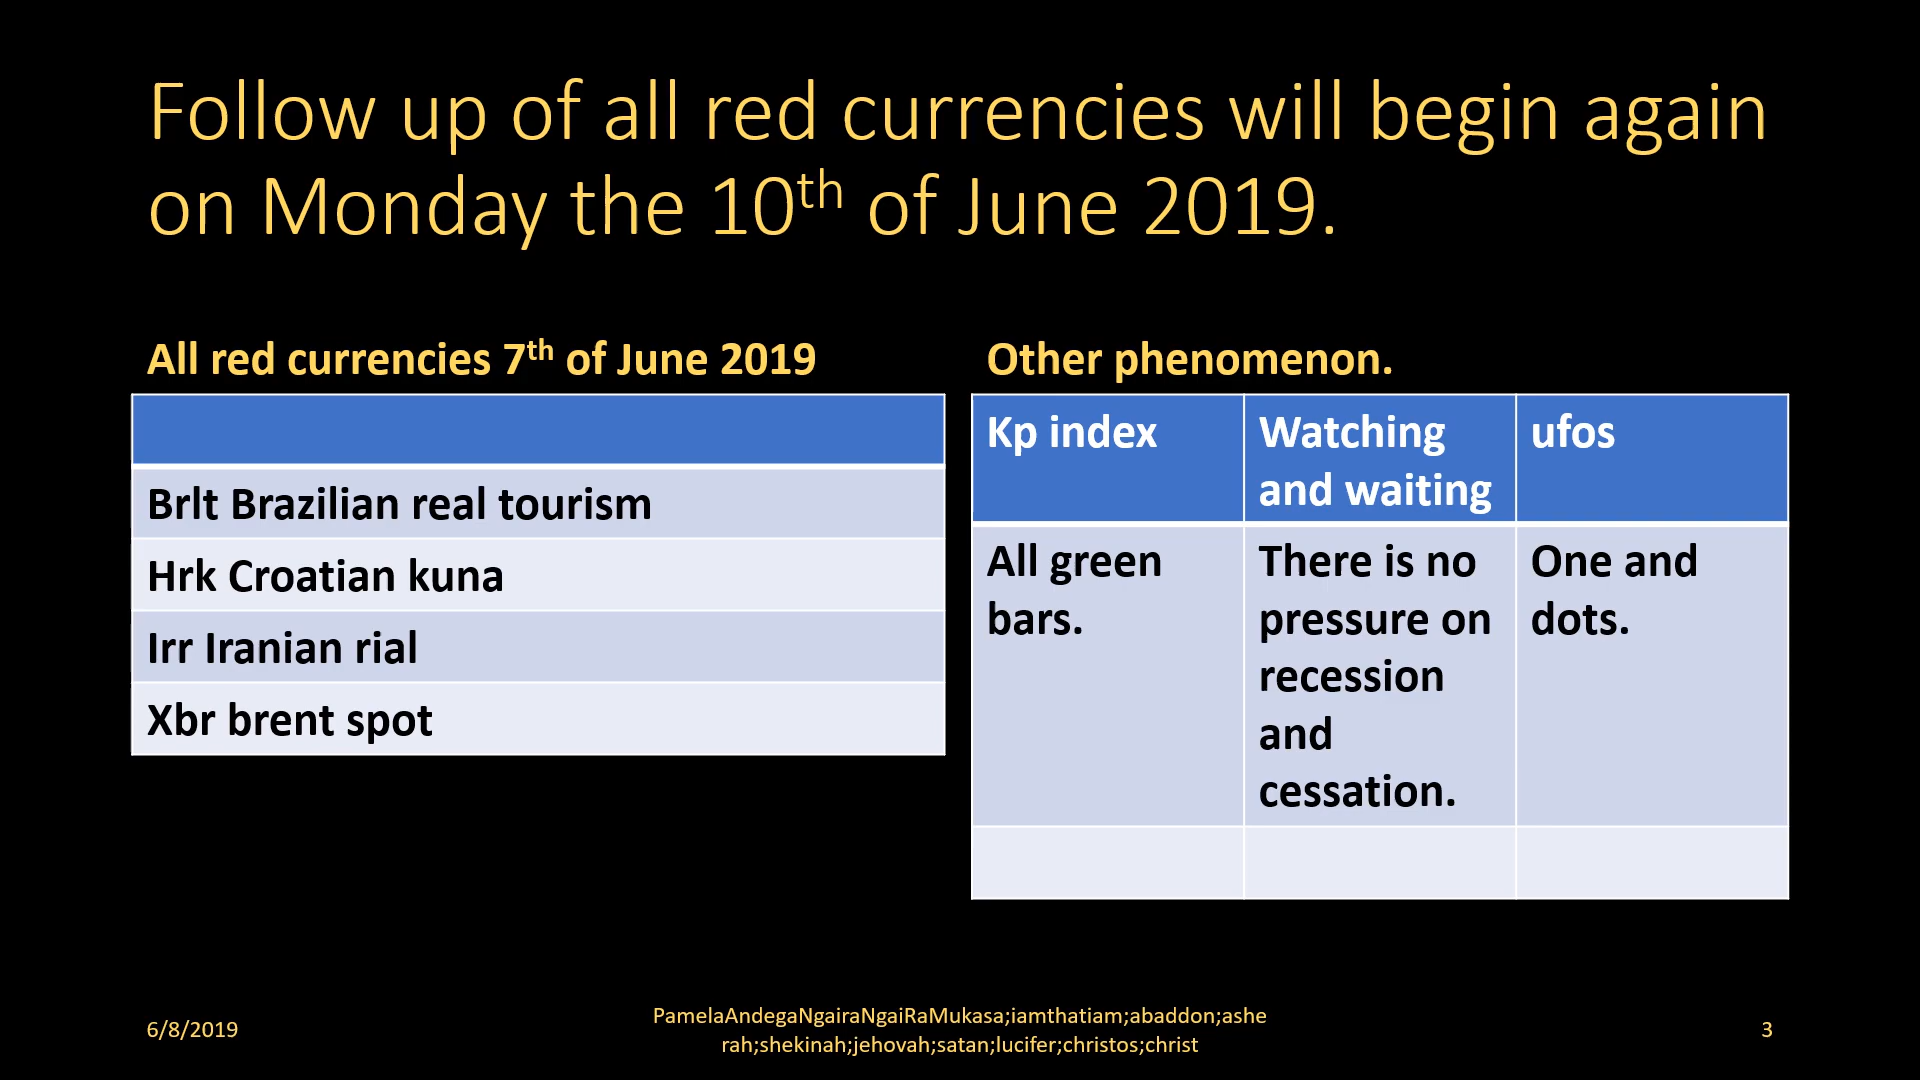 Follow up of all red currencies will begin again
on Monday the 10th of June 2019.
All red currencies 7th of June 2019
Brlt Brazilian real tourism
Hrk Croatian kuna
Irr Iranian rial
Xbr brent spot
Other phenomenon.
Kp index
Watching
and waiting
ufos
All green
bars.
There is no
pressure on
recession
and
cessation.
One and
dots.
6/8/2019
PamelaAndegaNgairaNgaiRaMukasa;iamthatiam;abaddon;ashe
rah;shekinah;jehovah;satan;lucifer;christos;christ
3